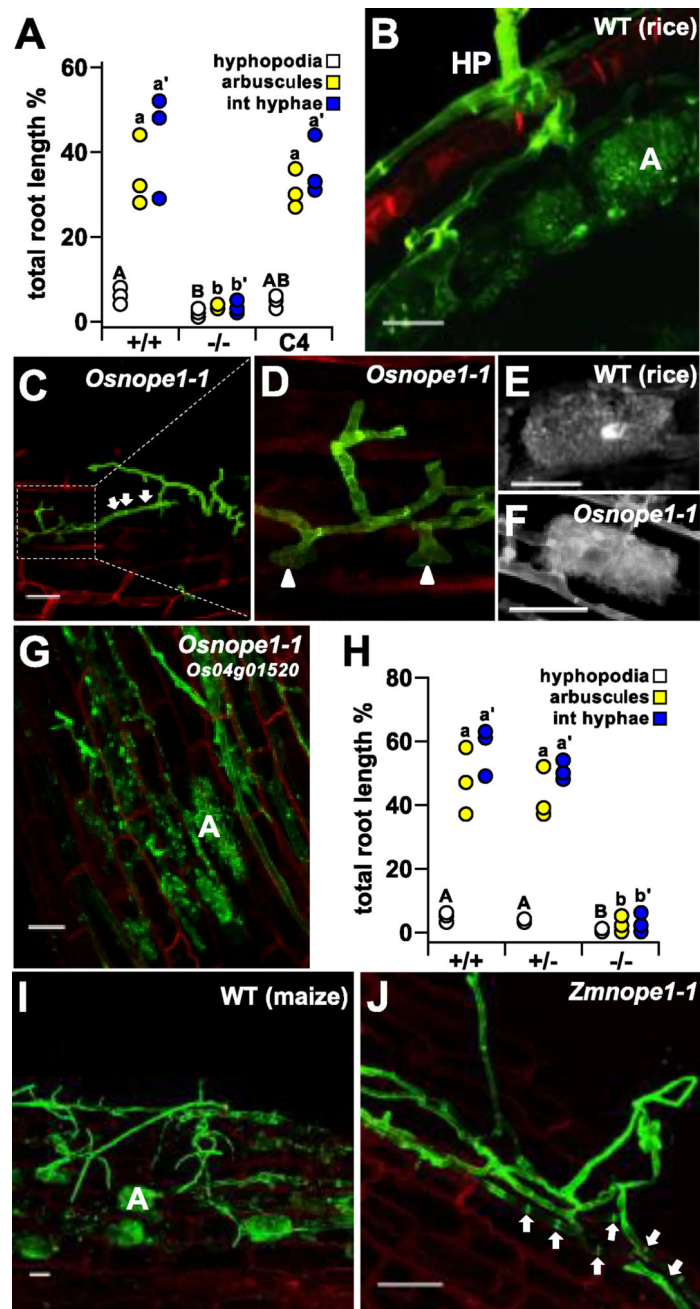 A
hyphopodia
arbuscules
int hyphae
total root length %
60
40
20
0
a
a'
A
B
b
b'
AB
a
a'
+/+
-/-
C4
B
WT (rice)
HP
A
C
Osnope1-1
D
Osnope1-1
E
WT (rice)
F
Osnope1-1
G
Osnope1-1
Os04g01520
A
H
hyphopodia
arbuscules
int hyphae
total root length %
80
60
40
20
0
a
a'
a
a'
A
A
B
b
b'
+/+
+/-
-/-
I
WT (maize)
A
J
Zmnope1-1